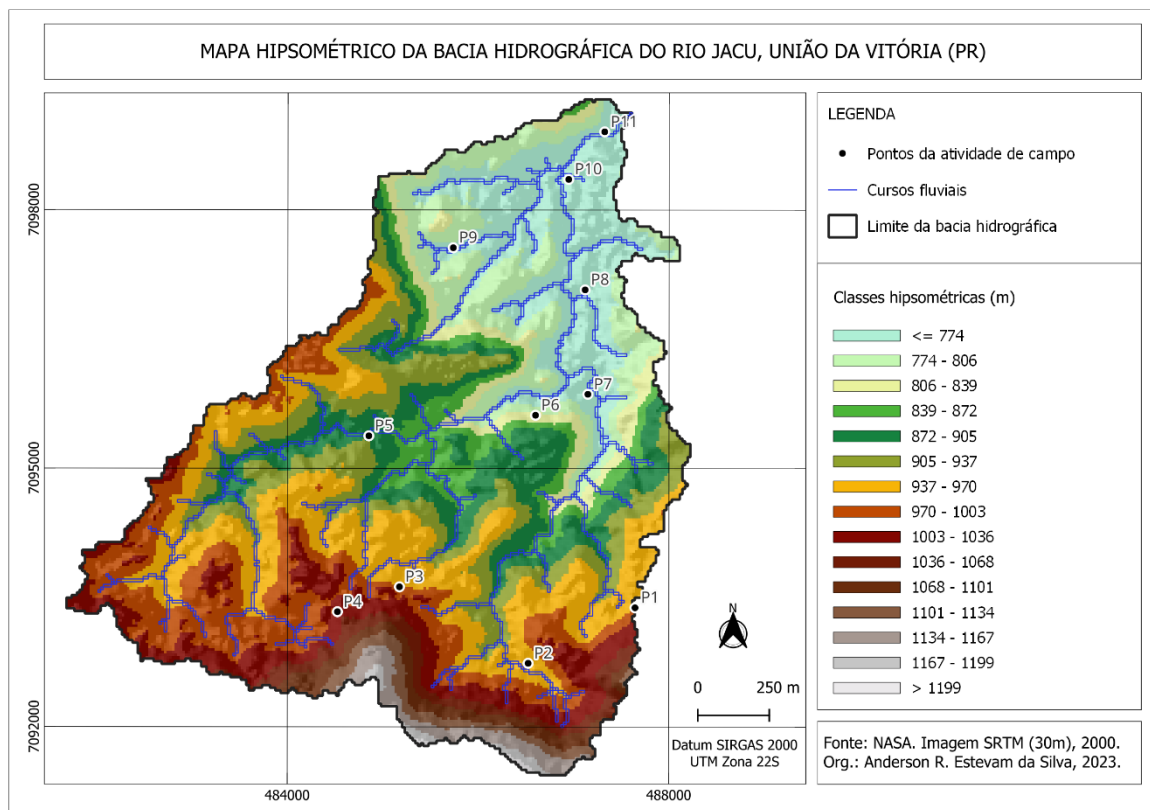 MAPA HIPSOMÉTRICO DA BACIA HIDROGRÁFICA DO RIO JACU, UNIÃO DA VITÓRIA (PR)
P11
P10
7098000
P9
P8
P7
P6
P5
7095000
P3
P4
P1
P2
N
0 250 m
7092000
Datum SIRGAS 2000
UTM Zona 22S
484000 488000
LEGENDA
Pontos da atividade de campo
Cursos fluviais
Limite da bacia hidrográfica
Classes hipsométricas (m)
<= 774
774 - 806
806 - 839
839 - 872
872 - 905
905 - 937
937 - 970
970 - 1003
1003 - 1036
1036 - 1068
1068 - 1101
1101 - 1134
1134 - 1167
1167 - 1199
> 1199
Fonte: NASA. Imagem SRTM (30m), 2000.
Org.: Anderson R. Estevam da Silva, 2023.